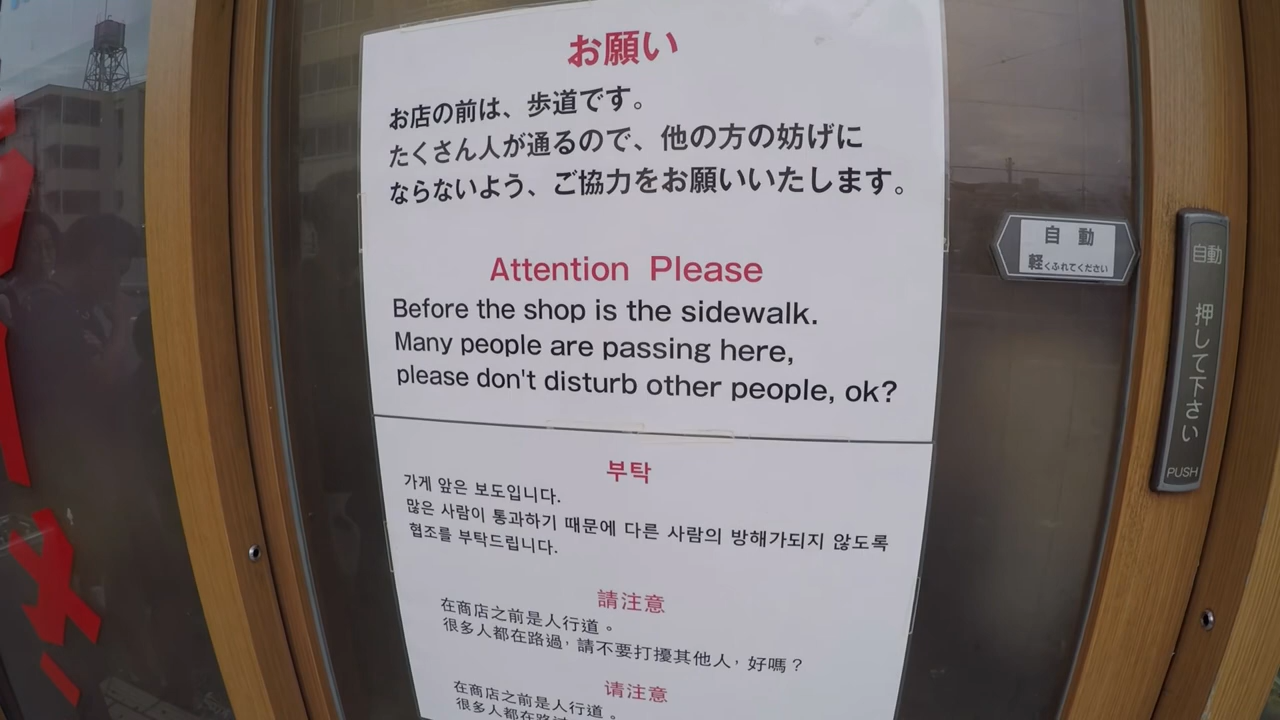 お願い
お店の前は、歩道です。
たくさん人が通るので、他の方の妨げに
ならないよう、ご協力をお願いいたします。
Attention Please
Before the shop is the sidewalk.
Many people are passing here,
please don't disturb other people, ok?
부탁
가게 앞은 보도입니다.
많은 사람이 통과하기 때문에 다른 사람의 방해가되지 않도록
협조를 부탁드립니다.
請注意
在商店之前是人行道。
很多人都在路過，請不要打擾其他人，好嗎？
请注意
在商店之前是人行道。
很多人都在路
自動
軽くふれてください
自動
押して下さい
PUSH